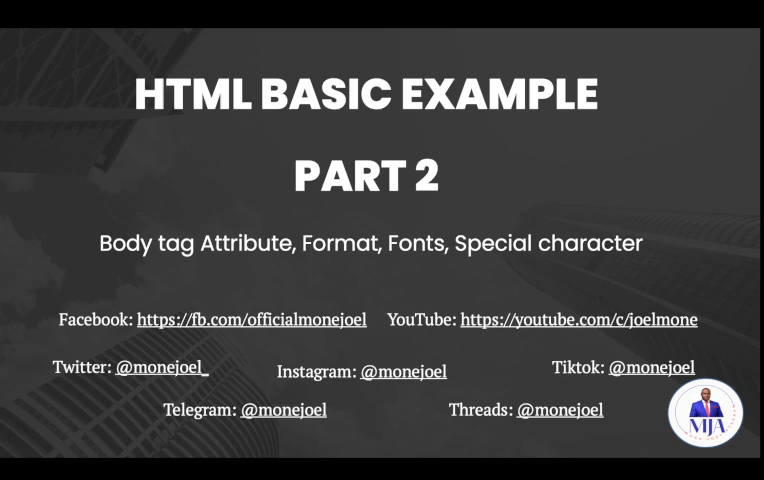 HTML BASIC EXAMPLE
PART 2
Body tag Attribute, Format, Fonts, Special character
Facebook: https://fb.com/officialmonejoel YouTube: https://youtube.com/c/joelmone
Twitter: @monejoel_ Instagram: @monejoel Tiktok: @monejoel
Telegram: @monejoel Threads: @monejoel
MJA